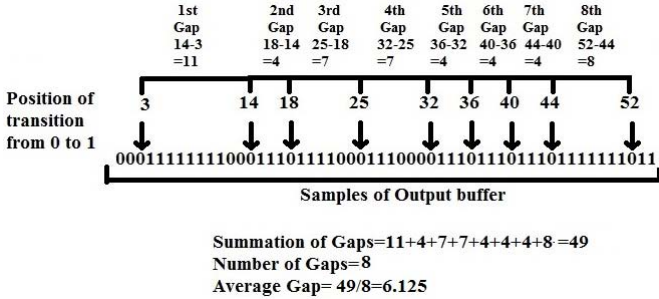 1st 2nd 3rd 4th 5th 6th 7th 8th
Gap Gap Gap Gap Gap Gap Gap Gap
14-3 18-14 25-18 32-25 36-32 40-36 44-40 52-44
=11 =4 =7 =7 =4 =4 =4 =8
Position of
transition
from 0 to 1
3 14 18 25 32 36 40 44 52
000111111110001110111100011100001110111011101111111011
Samples of Output buffer
Summation of Gaps=11+4+7+7+4+4+4+8=49
Number of Gaps=8
Average Gap= 49/8=6.125